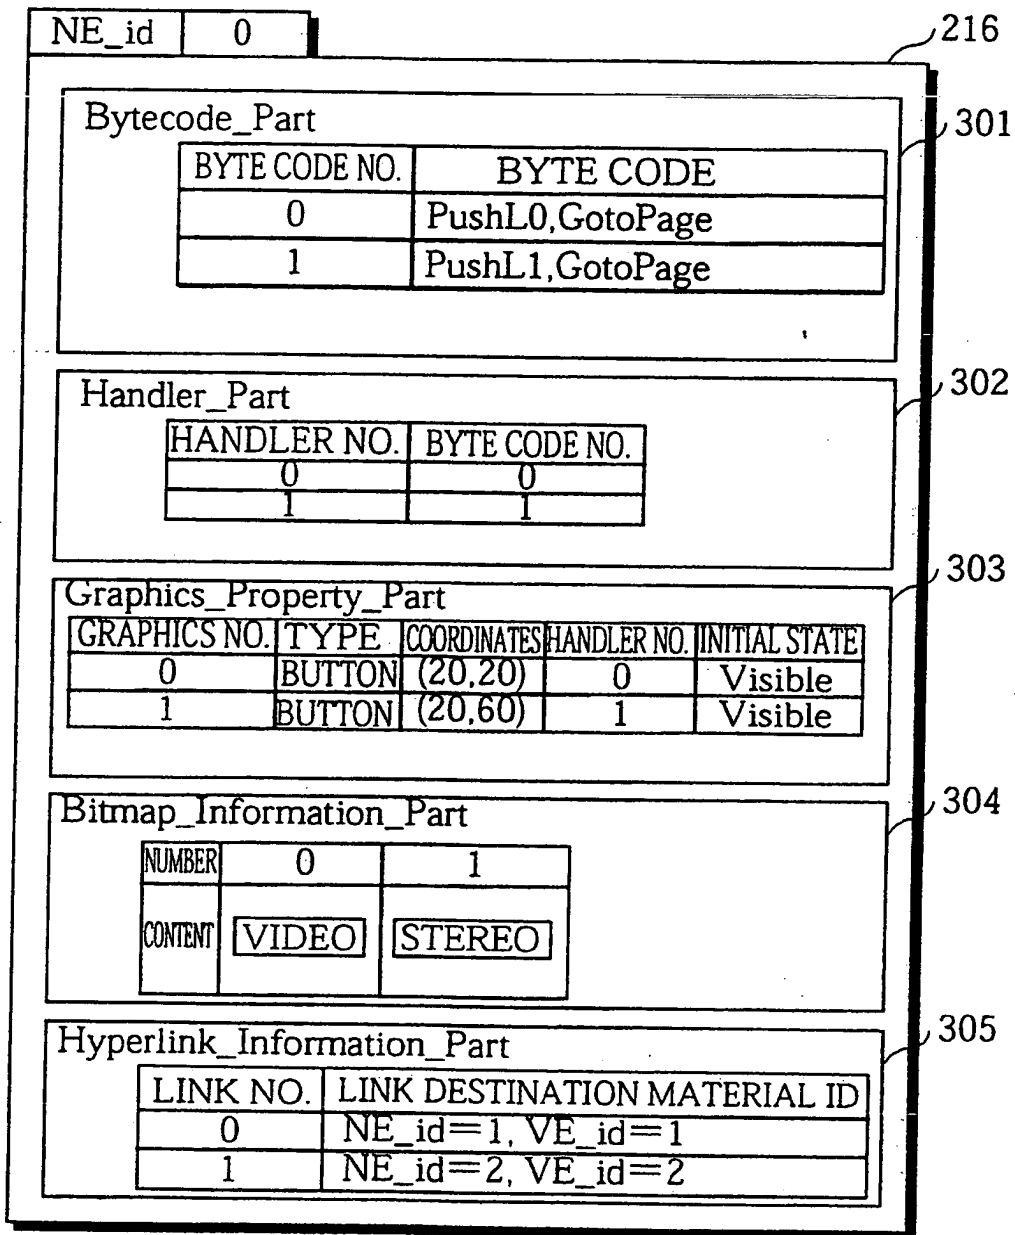 NE_id 0
216
Bytecode_Part
301
BYTE CODE NO. BYTE CODE
0 PushL0,GotoPage
1 PushL1,GotoPage
Handler_Part
302
HANDLER NO. BYTE CODE NO.
0 0
1 1
303
Graphics_Property_Part
GRAPHICS NO. TYPE COORDINATES HANDLER NO. INITIAL STATE
0 BUTTON (20,20) 0 Visible
1 BUTTON (20,60) 1 Visible
304
Bitmap_Information_Part
NUMBER 0 1
CONTENT VIDEO STEREO
305
Hyperlink_Information_Part
LINK NO. LINK DESTINATION MATERIAL ID
0 NE_id=1, VE_id=1
1 NE_id=2, VE_id=2